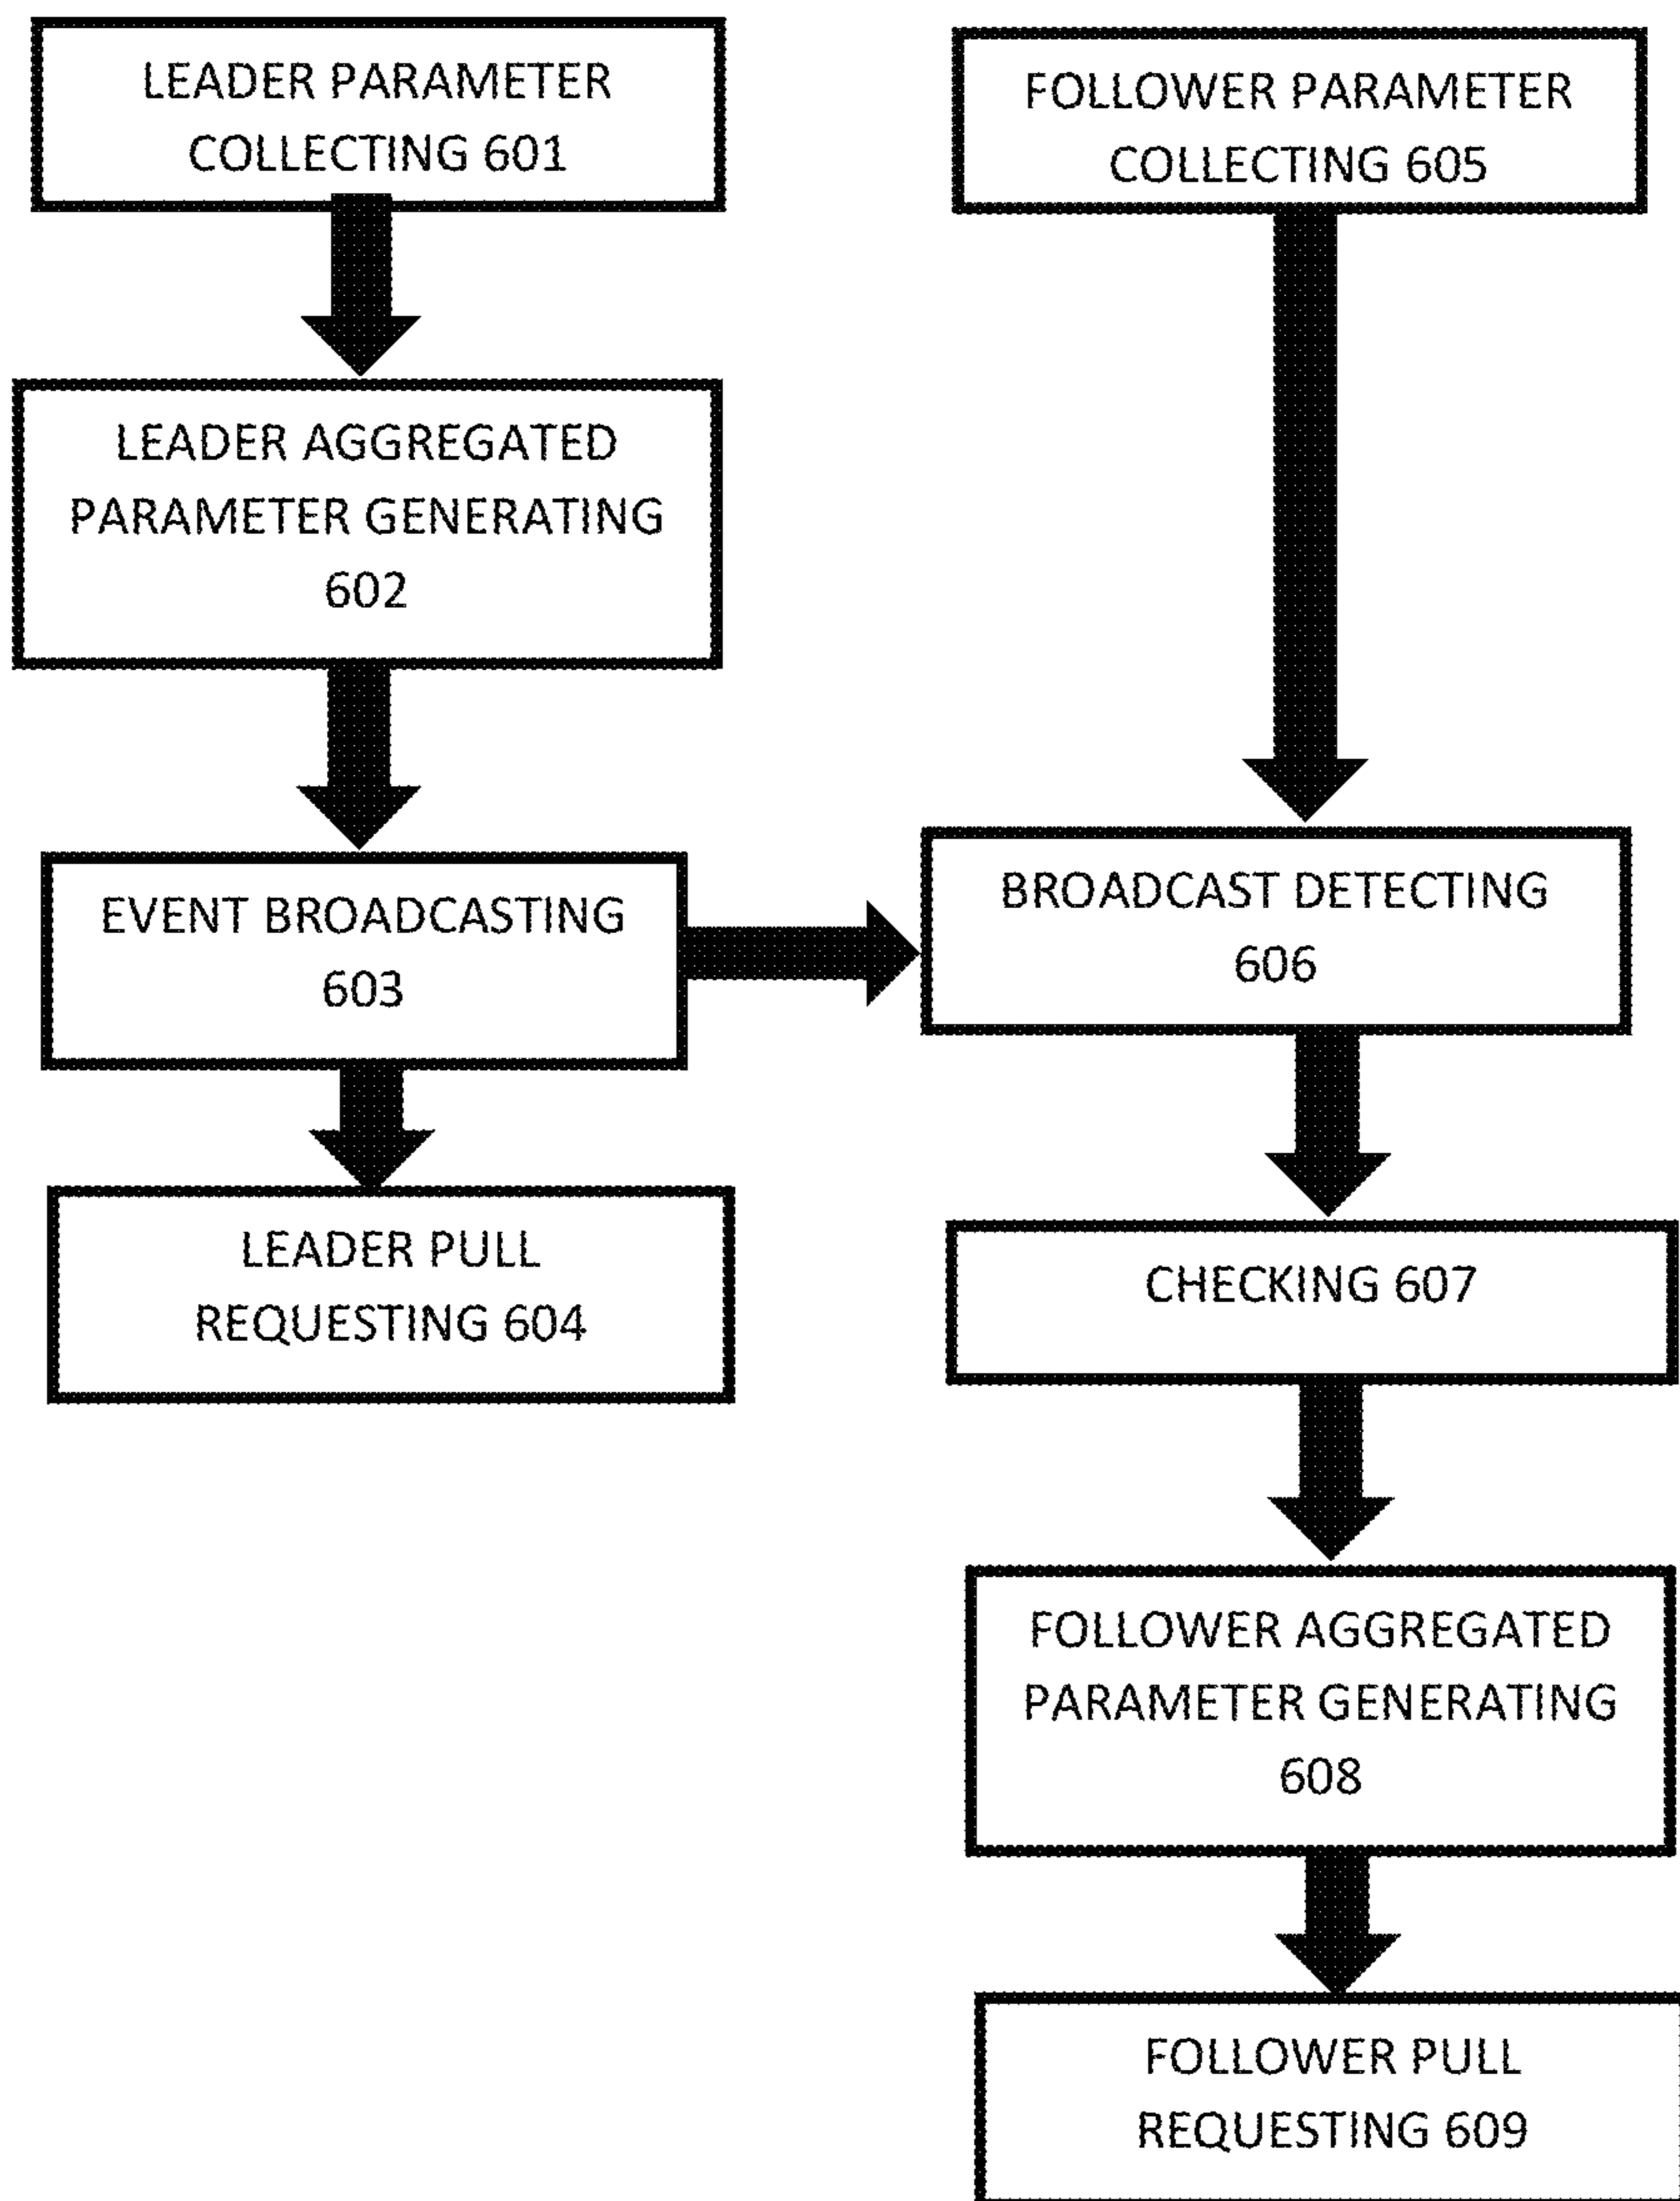 LEADER PARAMETER
COLLECTING 601
LEADER AGGREGATED
PARAMETER GENERATING
602
EVENT BROADCASTING
603
LEADER PULL
REQUESTING 604
FOLLOWER PARAMETER
COLLECTING 605
BROADCAST DETECTING
606
CHECKING 607
FOLLOWER AGGREGATED
PARAMETER GENERATING
608
FOLLOWER PULL
REQUESTING 609